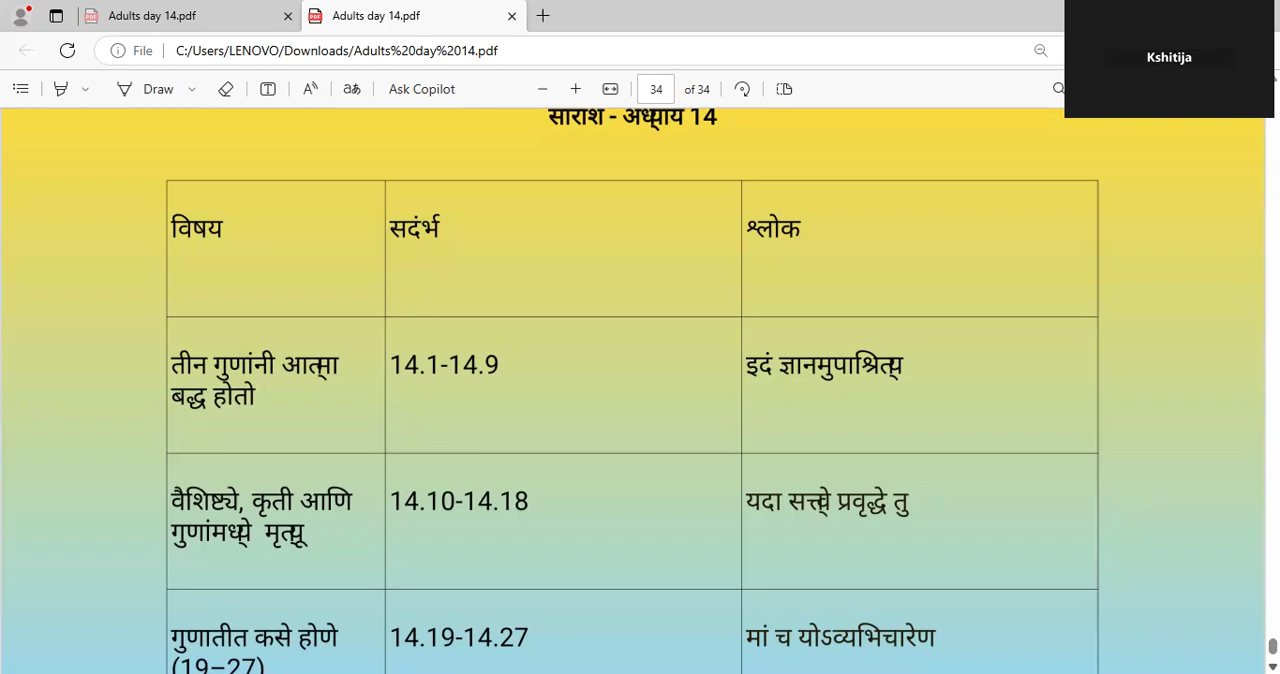 Adults day 14.pdf
Adults day 14.pdf
File
C:/Users/LENOVO/Downloads/Adults%20day%2014.pdf
Draw
Ask Copilot
34 of 34
Kshitija
सारांश - अध्याय 14
विषय
सदंर्भ
श्लोक
तीन गुणांनी आत्मा
बद्ध होतो
14.1-14.9
इदं ज्ञानमुपाश्रित्य
वैशिष्ट्ये, कृती आणि
गुणांमध्ये मृत्यू
14.10-14.18
यदा सत्त्वे प्रवृद्धे तु
गुणातीत कसे होणे
(19–27)
14.19-14.27
मां च योऽव्यभिचारेण